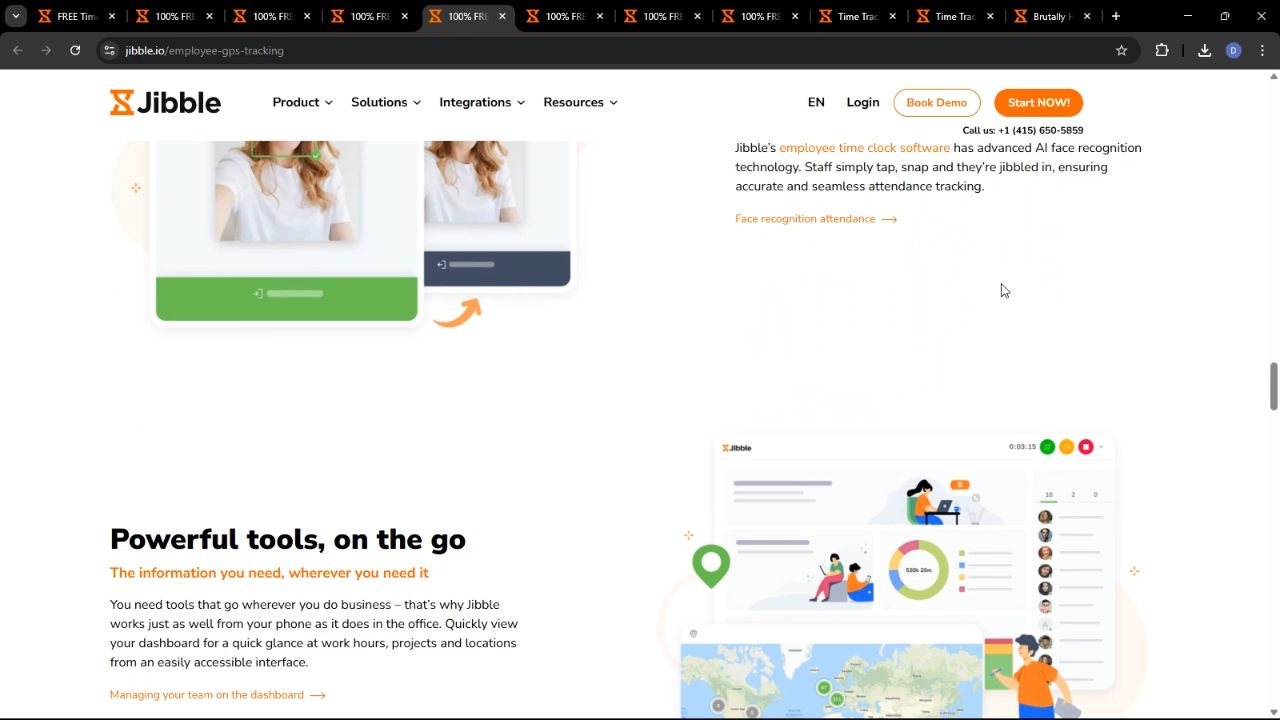 FREE Tim
100% FRE
100% FRE
100% FRE
100% FRE
100% FRE
100% FRE
100% FRE
Time Trac
Time Trac
Brutally H
jibble.io/employee-gps-tracking
D
Jibble
Product
Solutions
Integrations
Resources
EN
Login
Book Demo
Start NOW!
Call us: +1 (415) 650-5859
Jibble's employee time clock software has advanced AI face recognition
technology. Staff simply tap, snap and they're jibbled in, ensuring
accurate and seamless attendance tracking.
Face recognition attendance
Jibble
0:03:15
18 2 0
520h 20m
Powerful tools, on the go
The information you need, wherever you need it
You need tools that go wherever you do business – that's why Jibble
works just as well from your phone as it does in the office. Quickly view
your dashboard for a quick glance at work hours, projects and locations
from an easily accessible interface.
Managing your team on the dashboard